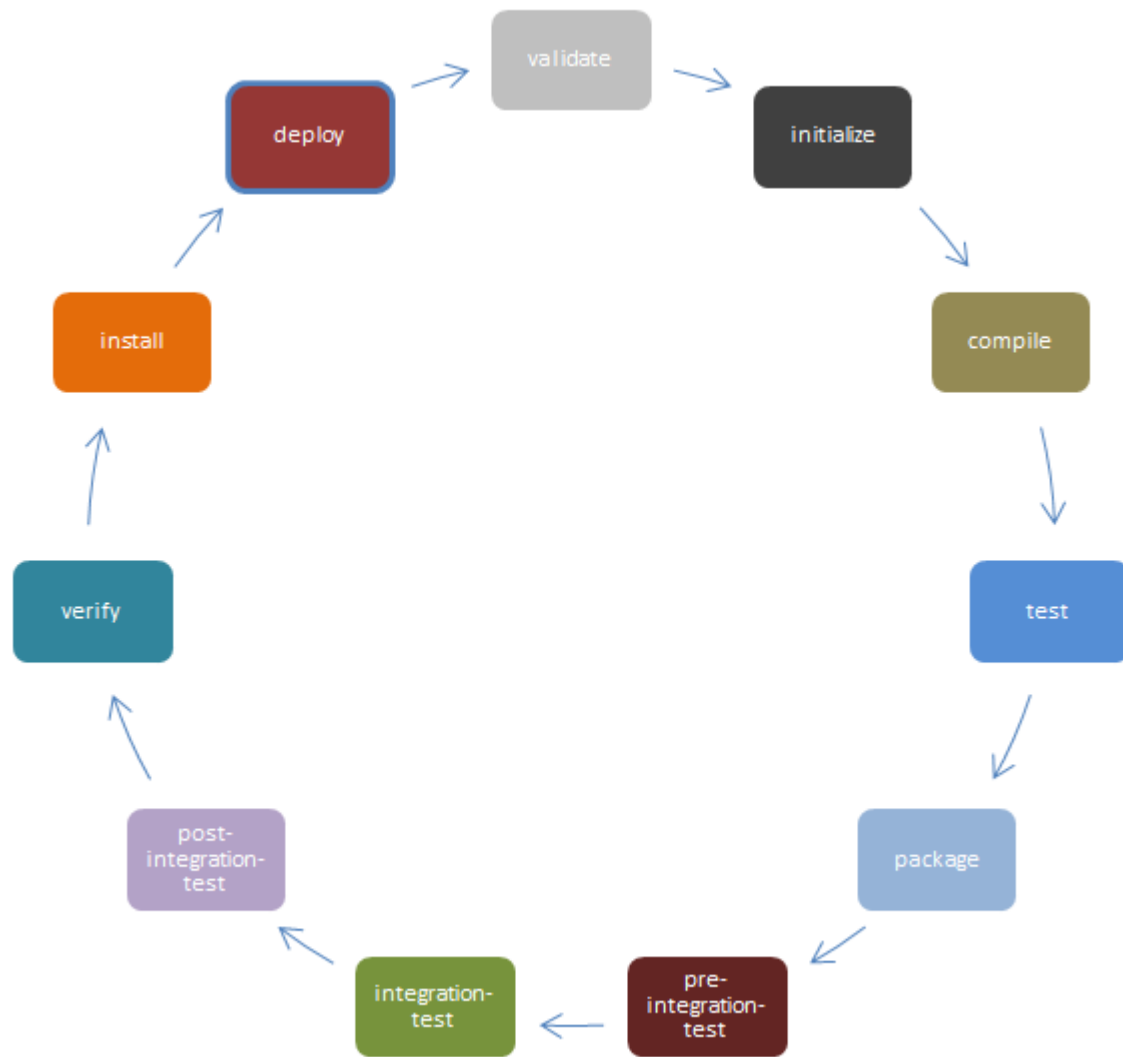 validate
initialize
compile
test
package
pre-
integration-
test
integration-
test
post-
integration-
test
verify
install
deploy